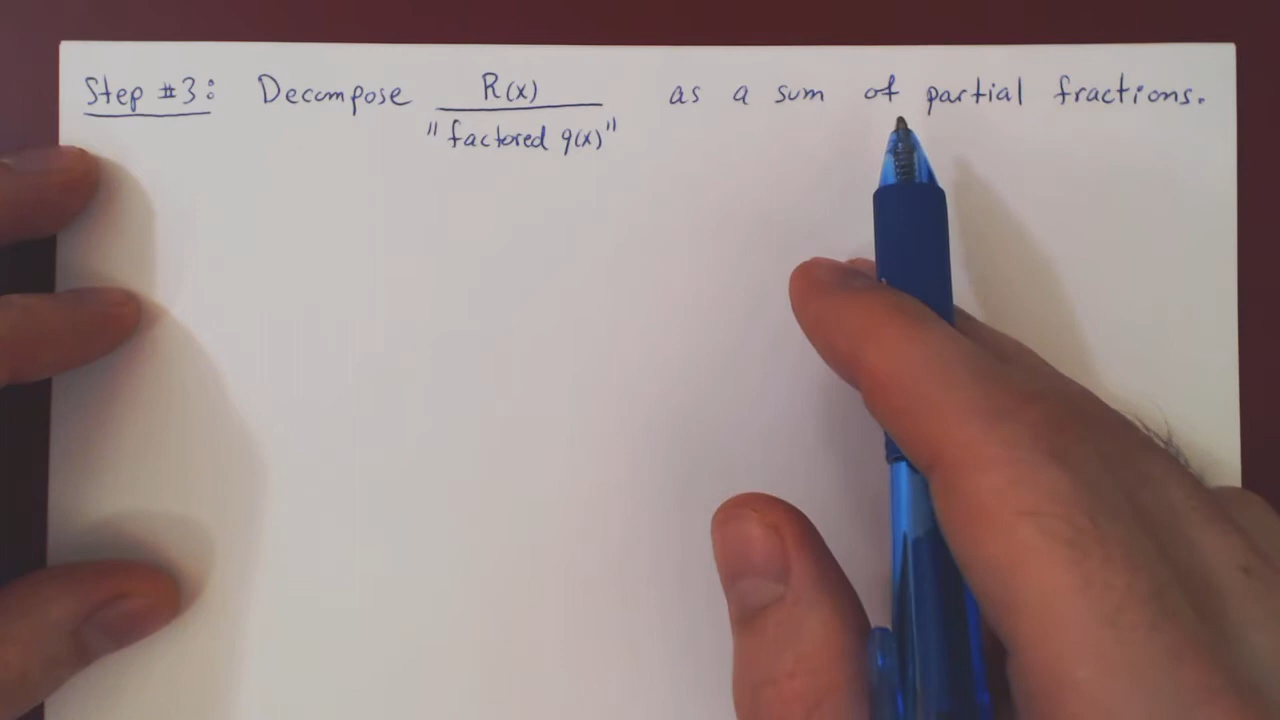 Step #3: Decompose R(x) as a sum of partial fractions.
"factored q(x)"